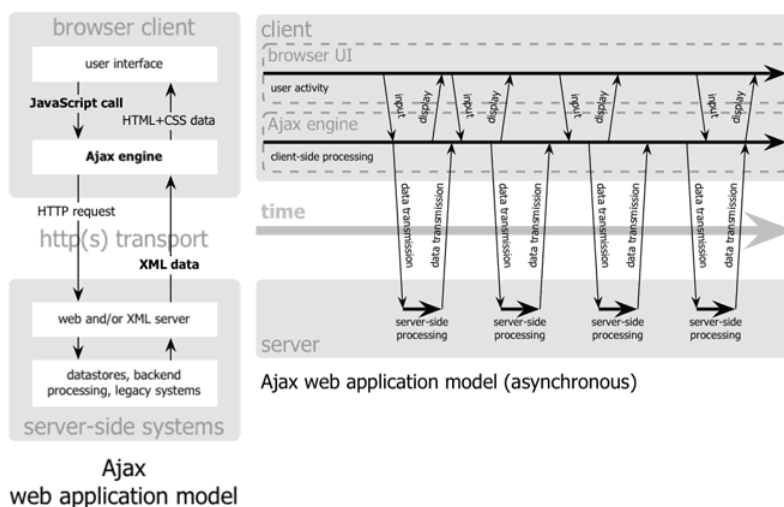 browser client
user interface
JavaScript call
HTML+CSS data
Ajax engine
HTTP request
http(s) transport
XML data
web and/or XML server
datastores, backend
processing, legacy systems
server-side systems
Ajax
web application model
client
browser UI
user activity
input
display
input
display
input
display
input
display
Ajax engine
client-side processing
time
data transmission
data transmission
data transmission
data transmission
data transmission
data transmission
data transmission
data transmission
server-side
processing
server-side
processing
server-side
processing
server-side
processing
server
Ajax web application model (asynchronous)